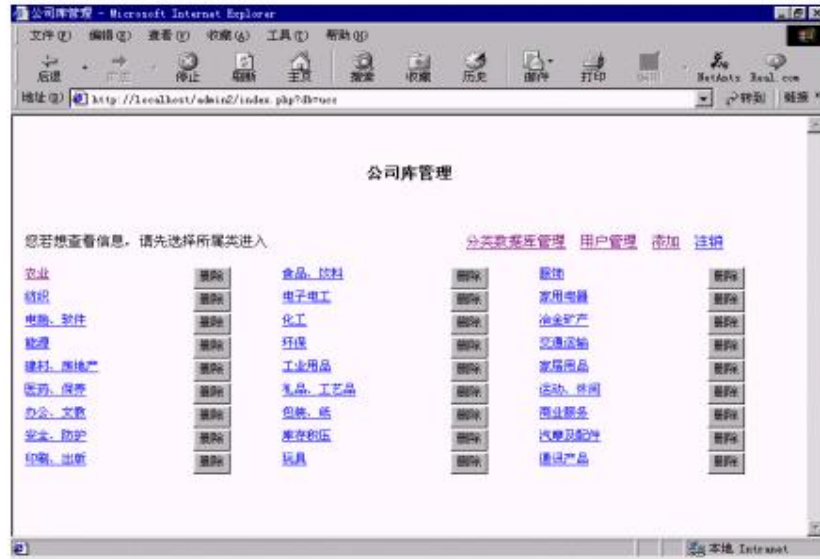 公司库管理 - Microsoft Internet Explorer
文件(F) 编辑(E) 查看(V) 收藏(A) 工具(T) 帮助(H)
后退 停止 刷新 主页 搜索 收藏 历史 邮件 打印 NetAnts Real.com
地址(D) http://localhost/admin2/index.php?db=ucc 转到 链接
公司库管理
您若想查看信息，请先选择所属类进入 分类数据库管理 用户管理 添加 注销
农业 删除 食品、饮料 删除 服饰 删除
纺织 删除 电子电工 删除 家用电器 删除
电脑、软件 删除 化工 删除 冶金矿产 删除
能源 删除 环保 删除 交通运输 删除
建材、房地产 删除 工业用品 删除 家居用品 删除
医药、保养 删除 礼品、工艺品 删除 运动、休闲 删除
办公、文教 删除 包装、纸 删除 商业服务 删除
安全、防护 删除 库存积压 删除 汽摩及配件 删除
印刷、出版 删除 玩具 删除 通讯产品 删除
本地 Intranet